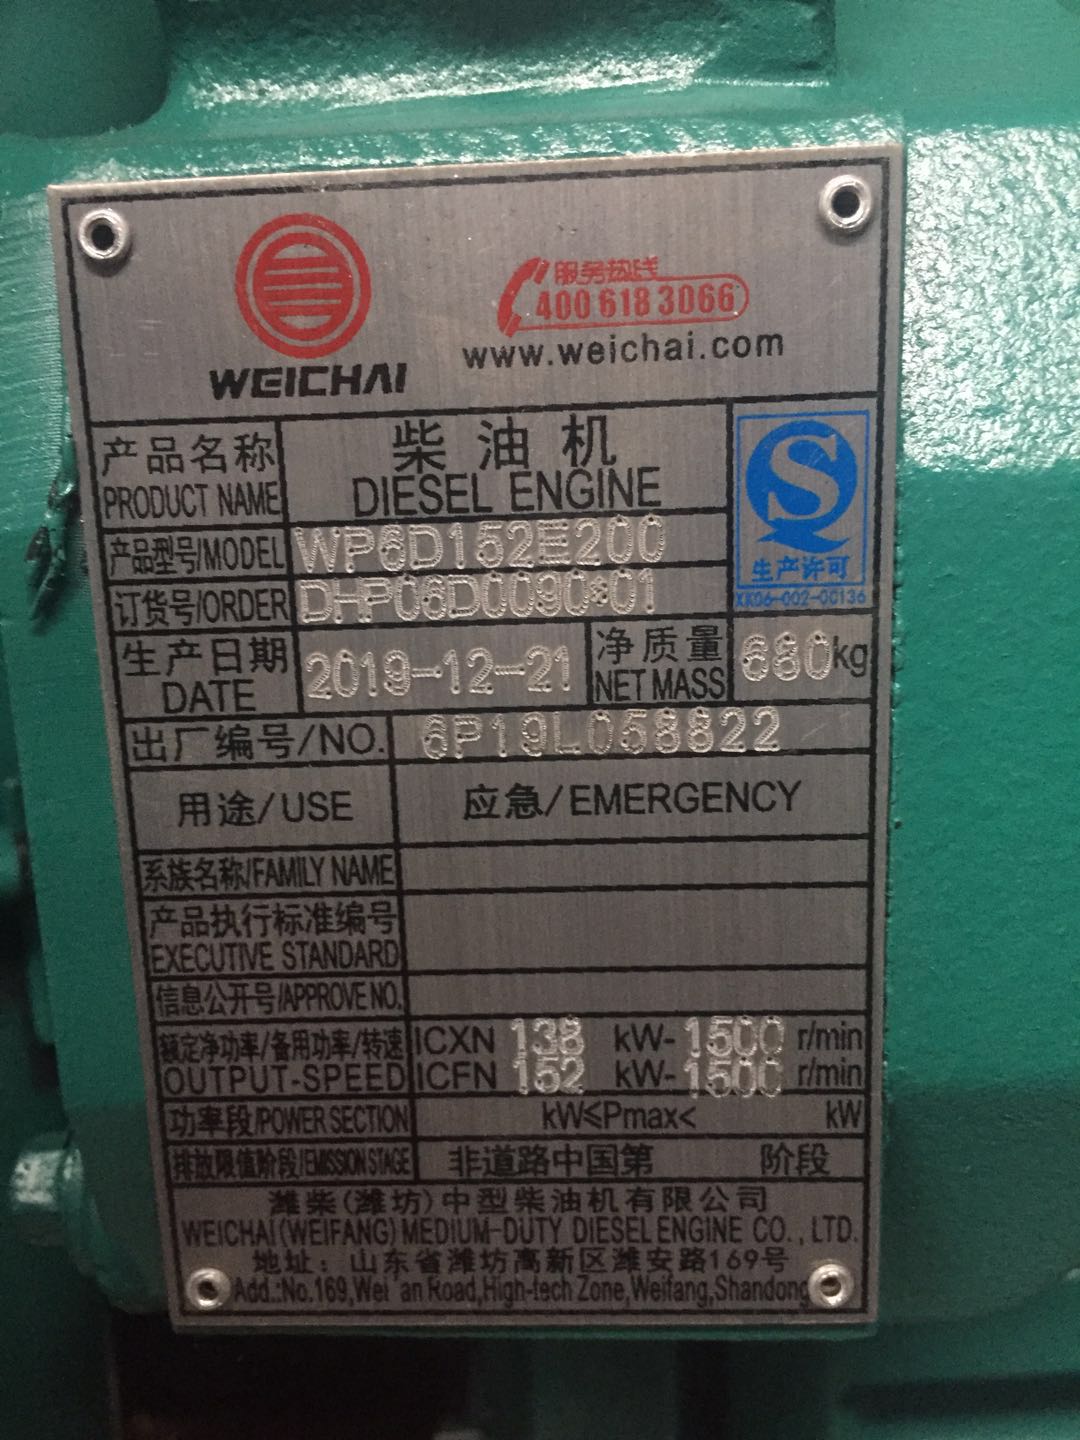 服务热线
400 618 3066
WEICHAI
www.weichai.com
产品名称
PRODUCT NAME
柴油机
DIESEL ENGINE
S
生产许可
XK06-002-00136
产品型号/MODEL WP6D152E200
订货号/ORDER DHP06D0090*01
生产日期
DATE
2019-12-21
净质量
NET MASS
680kg
出厂编号/NO. 6P19L058822
用途/USE 应急/EMERGENCY
系族名称/FAMILY NAME
产品执行标准编号
EXECUTIVE STANDARD
信息公开号/APPROVE NO.
额定净功率/备用功率/转速 ICXN 138 kW-1500 r/min
OUTPUT-SPEED ICFN 152 kW-1500 r/min
功率段/POWER SECTION kW≤Pmax< kW
排放限值阶段/EMISSION STAGE 非道路中国第 阶段
潍柴(潍坊)中型柴油机有限公司
WEICHAI(WEIFANG) MEDIUM-DUTY DIESEL ENGINE CO., LTD.
地址：山东省潍坊高新区潍安路169号
Add.:No.169,Wei an Road,High-tech Zone,Weifang,Shandong